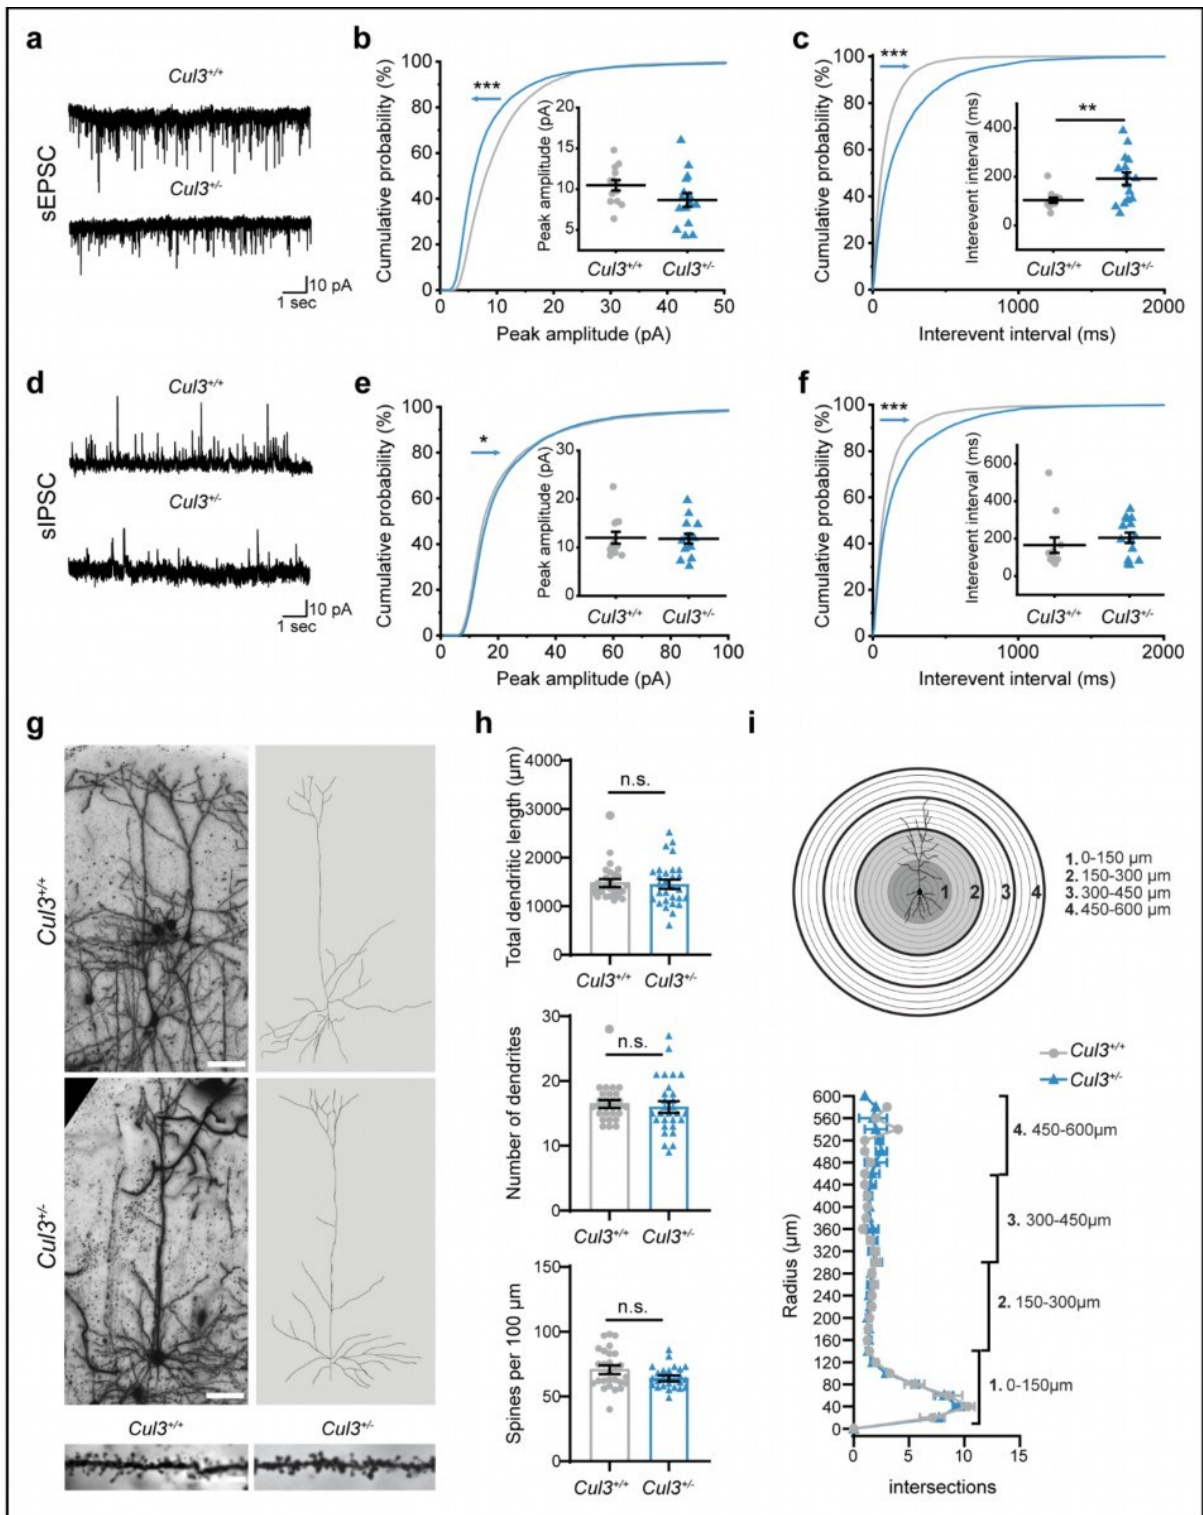 a
Cul3+/+
sEPSC
Cul3+/-
10 pA
1 sec
b
Cumulative probability (%)
100
80
60
40
20
0
***
Peak amplitude (pA)
20
15
10
5
Cul3+/+
Cul3+/-
0
10
20
30
40
50
Peak amplitude (pA)
c
Cumulative probability (%)
100
80
60
40
20
0
***
Interevent interval (ms)
400
200
0
**
Cul3+/+
Cul3+/-
0
1000
2000
Interevent interval (ms)
d
Cul3+/+
sIPSC
Cul3+/-
10 pA
1 sec
e
Cumulative probability (%)
100
80
60
40
20
0
*
Peak amplitude (pA)
30
20
10
0
Cul3+/+
Cul3+/-
0
20
40
60
80
100
Peak amplitude (pA)
f
Cumulative probability (%)
100
80
60
40
20
0
***
Interevent interval (ms)
600
400
200
0
Cul3+/+
Cul3+/-
0
1000
2000
Interevent interval (ms)
g
Cul3+/+
Cul3+/-
Cul3+/+
Cul3+/-
h
Total dendritic length (µm)
4000
3000
2000
1000
0
n.s.
Cul3+/+
Cul3+/-
Number of dendrites
30
20
10
0
n.s.
Cul3+/+
Cul3+/-
Spines per 100 µm
150
100
50
0
n.s.
Cul3+/+
Cul3+/-
i
1
2
3
4
1. 0-150 µm
2. 150-300 µm
3. 300-450 µm
4. 450-600 µm
Cul3+/+
Cul3+/-
Radius (µm)
600
560
520
480
440
400
360
320
280
240
200
160
120
80
40
0
4. 450-600µm
3. 300-450µm
2. 150-300µm
1. 0-150µm
0
5
10
15
intersections